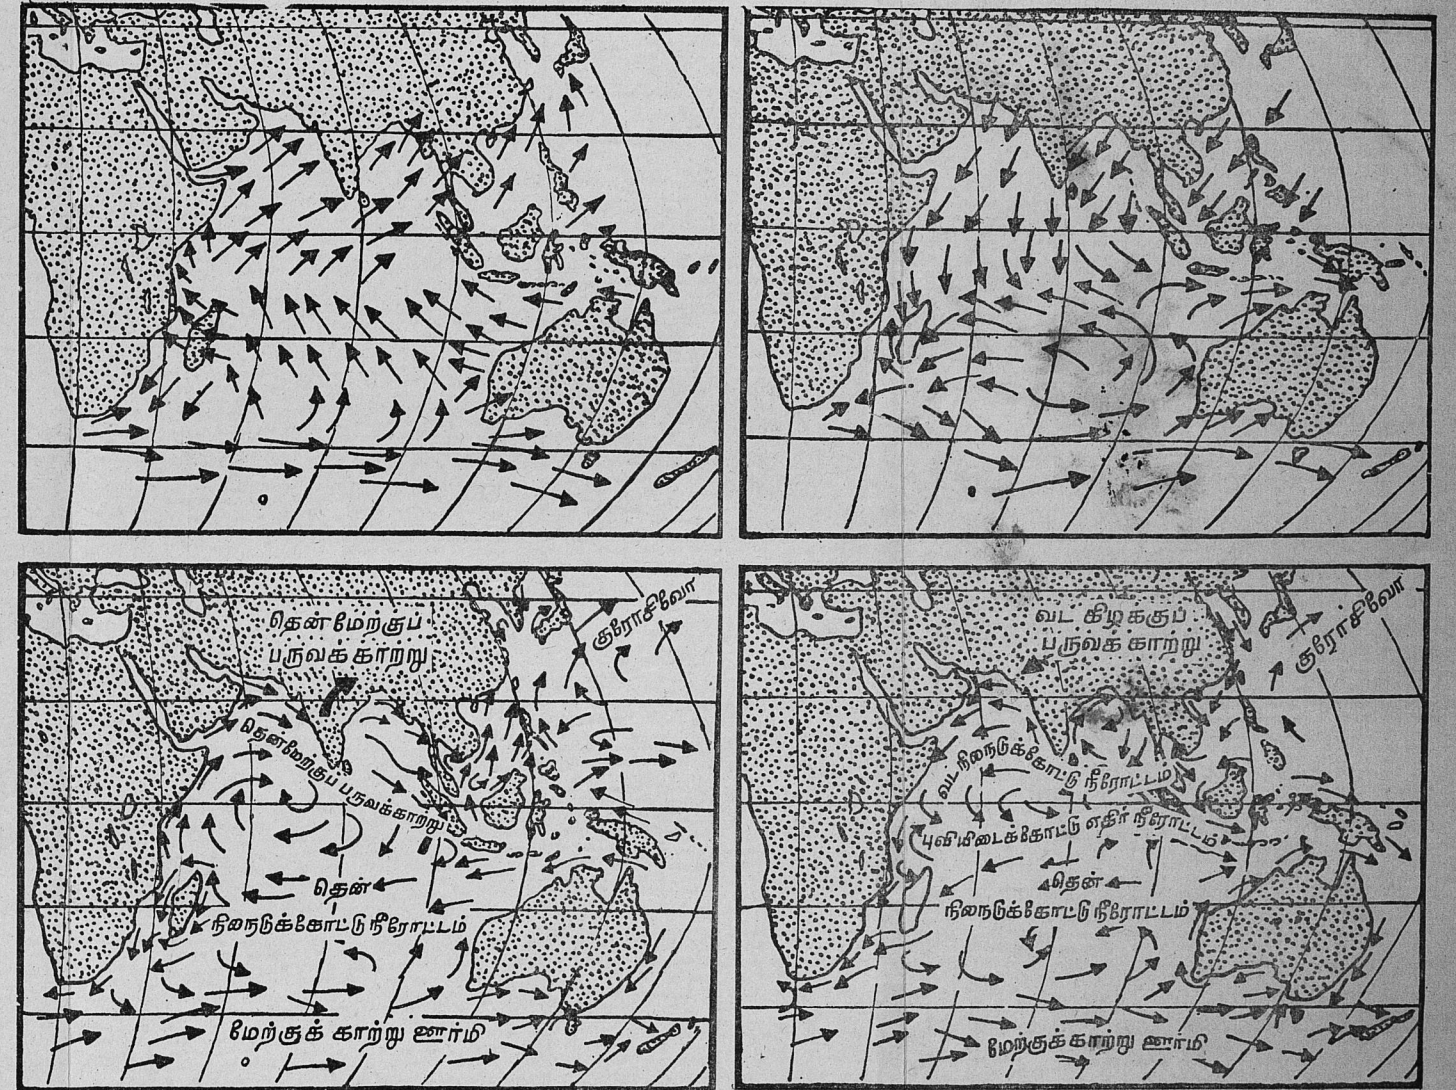 தென்மேற்குப்
பருவக் காற்று
குரோசிவோ
தென்மேற்குப் பருவக்காற்று
தென்
நிலநடுக்கோட்டு நீரோட்டம்
மேற்குக் காற்று ஊர்மி
வட கிழக்குப்
பருவக் காற்று
குரோசிவோ
வட நிலநடுக்கோட்டு நீரோட்டம்
புவியிடைக்கோட்டு எதிர் நீரோட்டம்
தென்
நிலநடுக்கோட்டு நீரோட்டம்
மேற்குக் காற்று ஊர்மி